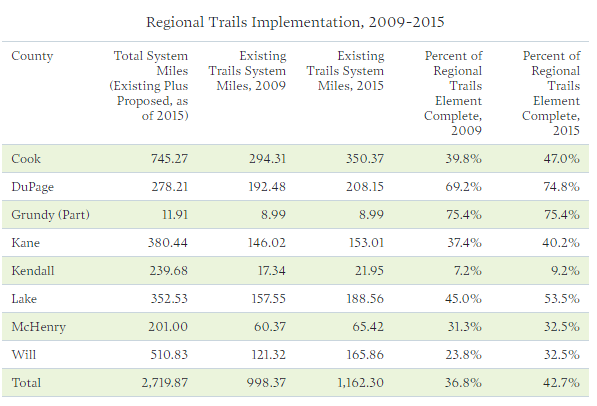 Regional Trails Implementation, 2009-2015
County
Total System Miles (Existing Plus Proposed, as of 2015)
Existing Trails System Miles, 2009
Existing Trails System Miles, 2015
Percent of Regional Trails Element Complete, 2009
Percent of Regional Trails Element Complete, 2015
Cook 745.27 294.31 350.37 39.8% 47.0%
DuPage 278.21 192.48 208.15 69.2% 74.8%
Grundy (Part) 11.91 8.99 8.99 75.4% 75.4%
Kane 380.44 146.02 153.01 37.4% 40.2%
Kendall 239.68 17.34 21.95 7.2% 9.2%
Lake 352.53 157.55 188.56 45.0% 53.5%
McHenry 201.00 60.37 65.42 31.3% 32.5%
Will 510.83 121.32 165.86 23.8% 32.5%
Total 2,719.87 998.37 1,162.30 36.8% 42.7%